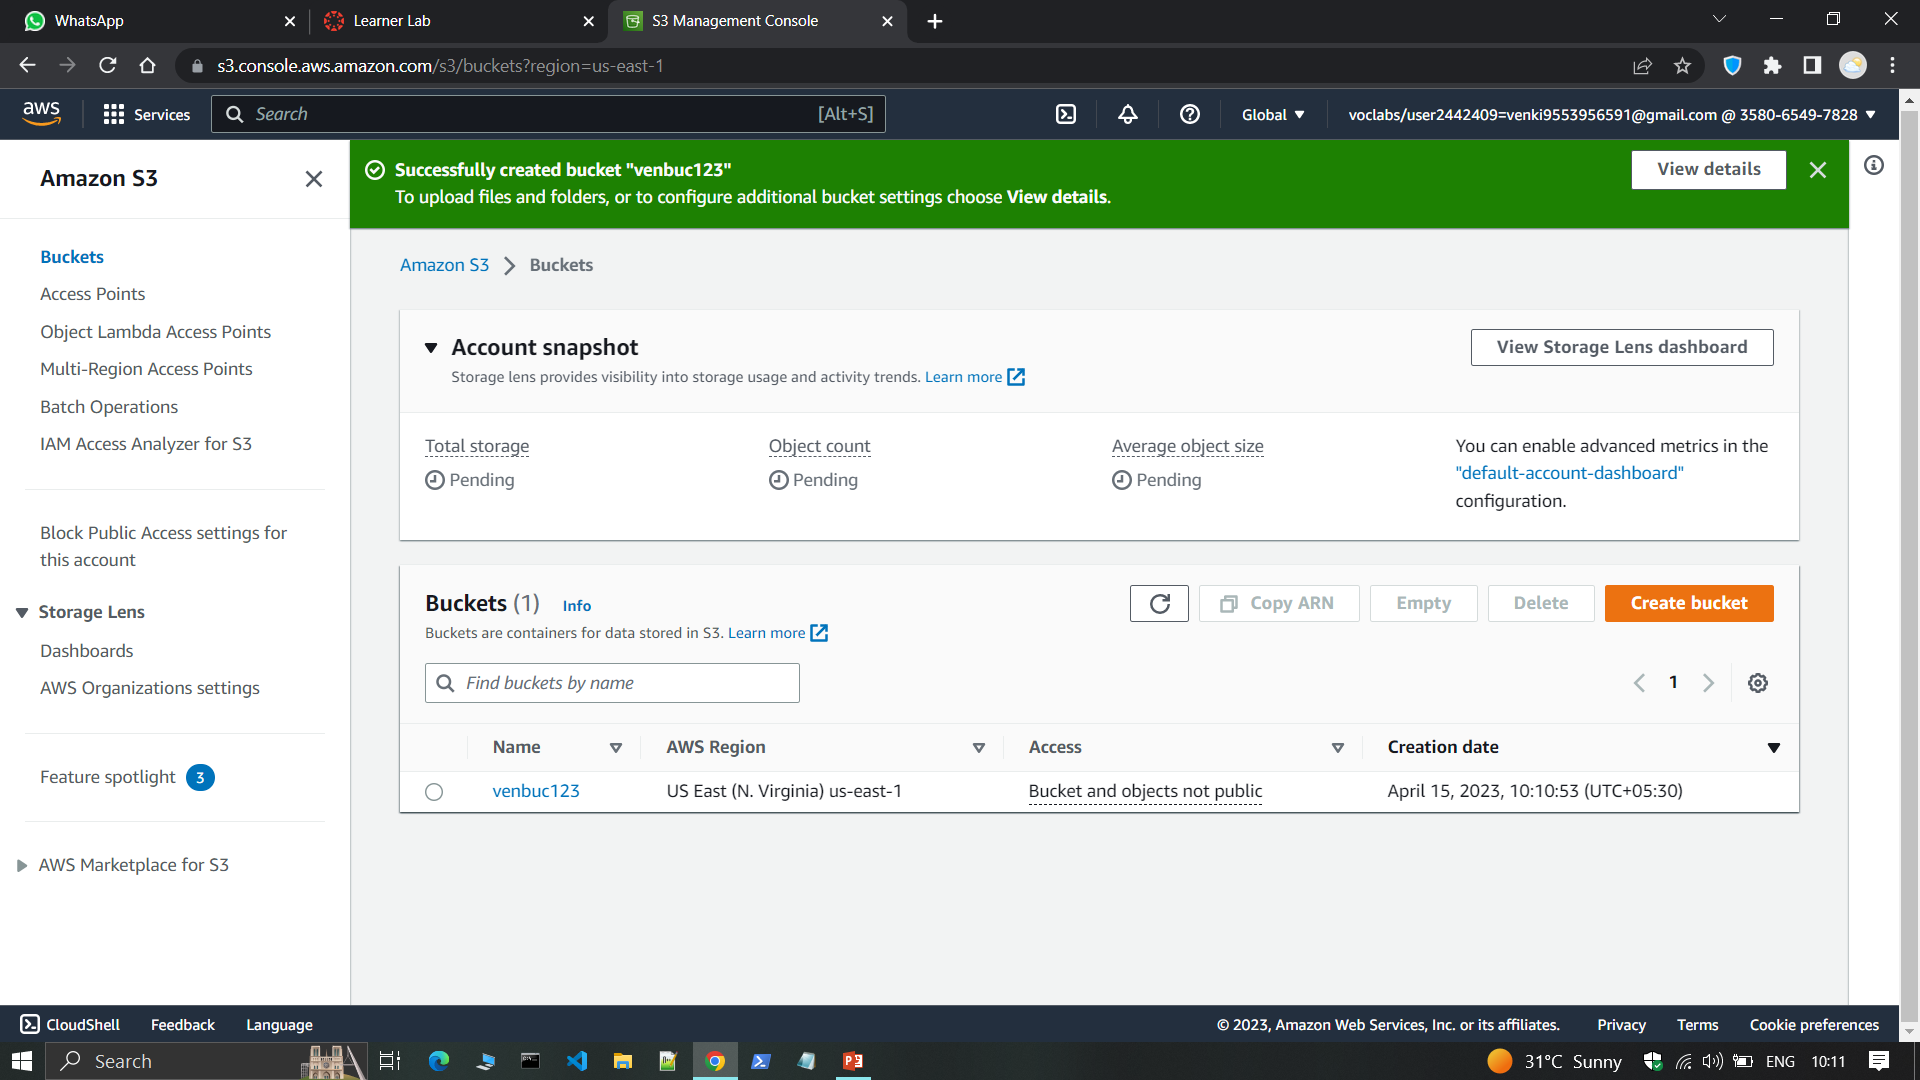 WhatsApp
Learner Lab
S3 Management Console
s3.console.aws.amazon.com/s3/buckets?region=us-east-1
aws
Services
Search [Alt+S]
Global
voclabs/user2442409=venki9553956591@gmail.com @ 3580-6549-7828
Amazon S3
Successfully created bucket "venbuc123"
To upload files and folders, or to configure additional bucket settings choose View details.
View details
Buckets
Access Points
Object Lambda Access Points
Multi-Region Access Points
Batch Operations
IAM Access Analyzer for S3
Block Public Access settings for
this account
Storage Lens
Dashboards
AWS Organizations settings
Feature spotlight 3
AWS Marketplace for S3
Amazon S3 Buckets
Account snapshot
Storage lens provides visibility into storage usage and activity trends. Learn more
View Storage Lens dashboard
Total storage
Pending
Object count
Pending
Average object size
Pending
You can enable advanced metrics in the
"default-account-dashboard"
configuration.
Buckets (1) Info
Buckets are containers for data stored in S3. Learn more
Copy ARN
Empty
Delete
Create bucket
Find buckets by name
1
Name AWS Region Access Creation date
venbuc123 US East (N. Virginia) us-east-1 Bucket and objects not public April 15, 2023, 10:10:53 (UTC+05:30)
CloudShell Feedback Language
© 2023, Amazon Web Services, Inc. or its affiliates. Privacy Terms Cookie preferences
Search
31°C Sunny
ENG
10:11